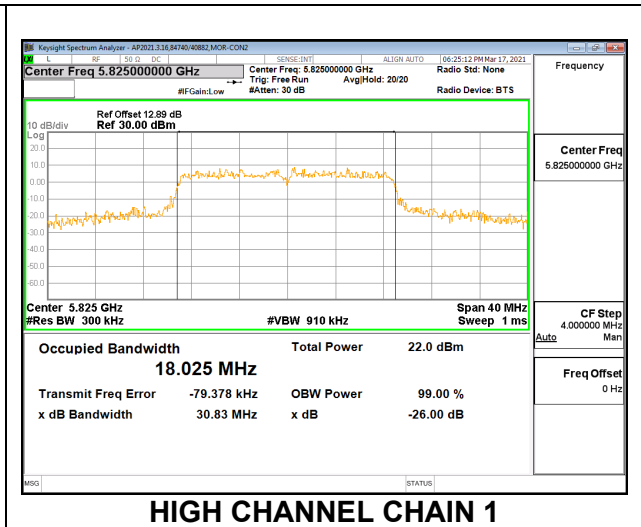 Keysight Spectrum Analyzer - AP2021.3.16,84740/40882,MOR-CON2
L RF 50 Ω DC SENSE:INT ALIGN AUTO 06:25:12 PM Mar 17, 2021
Center Freq 5.825000000 GHz Center Freq: 5.825000000 GHz Radio Std: None Frequency
Trig: Free Run Avg|Hold: 20/20
#IFGain:Low #Atten: 30 dB Radio Device: BTS
Ref Offset 12.89 dB
10 dB/div Ref 30.00 dBm
Log
20.0
10.0
0.00
-10.0
-20.0
-30.0
-40.0
-50.0
-60.0
Center Freq
5.825000000 GHz
Center 5.825 GHz Span 40 MHz
#Res BW 300 kHz #VBW 910 kHz Sweep 1 ms
CF Step
4.000000 MHz
Auto Man
Occupied Bandwidth Total Power 22.0 dBm
18.025 MHz
Freq Offset
0 Hz
Transmit Freq Error -79.378 kHz OBW Power 99.00 %
x dB Bandwidth 30.83 MHz x dB -26.00 dB
MSG STATUS
HIGH CHANNEL CHAIN 1